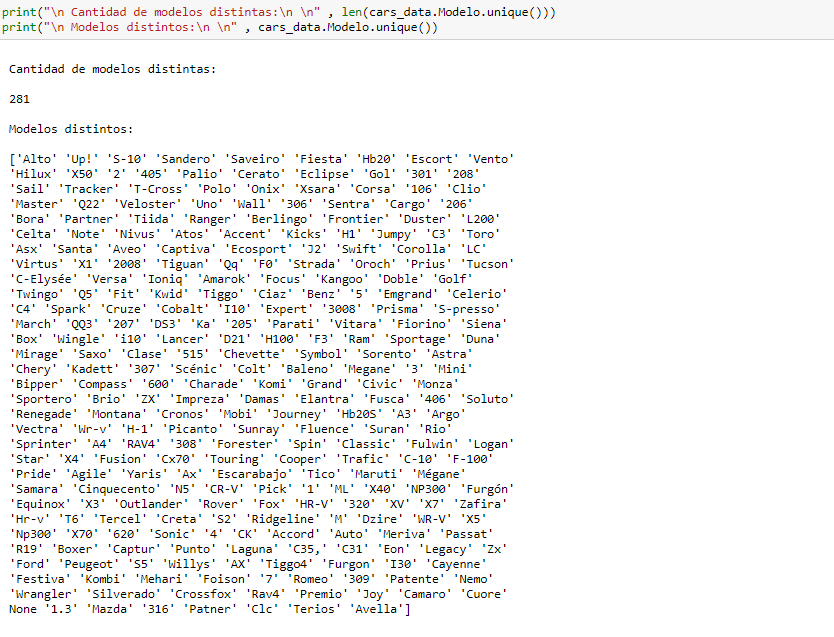 print("\n Cantidad de modelos distintas:\n \n" , len(cars_data.Modelo.unique()))
print("\n Modelos distintos:\n \n" , cars_data.Modelo.unique())
Cantidad de modelos distintas:
281
Modelos distintos:
['Alto' 'Up!' 'S-10' 'Sandero' 'Saveiro' 'Fiesta' 'Hb20' 'Escort' 'Vento'
'Hilux' 'X50' '2' '405' 'Palio' 'Cerato' 'Eclipse' 'Gol' '301' '208'
'Sail' 'Tracker' 'T-Cross' 'Polo' 'Onix' 'Xsara' 'Corsa' '106' 'Clio'
'Master' 'Q22' 'Veloster' 'Uno' 'Wall' '306' 'Sentra' 'Cargo' '206'
'Bora' 'Partner' 'Tiida' 'Ranger' 'Berlingo' 'Frontier' 'Duster' 'L200'
'Celta' 'Note' 'Nivus' 'Atos' 'Accent' 'Kicks' 'H1' 'Jumpy' 'C3' 'Toro'
'Asx' 'Santa' 'Aveo' 'Captiva' 'Ecosport' 'J2' 'Swift' 'Corolla' 'LC'
'Virtus' 'X1' '2008' 'Tiguan' 'Qq' 'F0' 'Strada' 'Oroch' 'Prius' 'Tucson'
'C-Elysée' 'Versa' 'Ioniq' 'Amarok' 'Focus' 'Kangoo' 'Doble' 'Golf'
'Twingo' 'Q5' 'Fit' 'Kwid' 'Tiggo' 'Ciaz' 'Benz' '5' 'Emgrand' 'Celerio'
'C4' 'Spark' 'Cruze' 'Cobalt' 'I10' 'Expert' '3008' 'Prisma' 'S-presso'
'March' 'QQ3' '207' 'DS3' 'Ka' '205' 'Parati' 'Vitara' 'Fiorino' 'Siena'
'Box' 'Wingle' 'i10' 'Lancer' 'D21' 'H100' 'F3' 'Ram' 'Sportage' 'Duna'
'Mirage' 'Saxo' 'Clase' '515' 'Chevette' 'Symbol' 'Sorento' 'Astra'
'Chery' 'Kadett' '307' 'Scénic' 'Colt' 'Baleno' 'Megane' '3' 'Mini'
'Bipper' 'Compass' '600' 'Charade' 'Komi' 'Grand' 'Civic' 'Monza'
'Sportero' 'Brio' 'ZX' 'Impreza' 'Damas' 'Elantra' 'Fusca' '406' 'Soluto'
'Renegade' 'Montana' 'Cronos' 'Mobi' 'Journey' 'Hb20S' 'A3' 'Argo'
'Vectra' 'Wr-v' 'H-1' 'Picanto' 'Sunray' 'Fluence' 'Suran' 'Rio'
'Sprinter' 'A4' 'RAV4' '308' 'Forester' 'Spin' 'Classic' 'Fulwin' 'Logan'
'Star' 'X4' 'Fusion' 'Cx70' 'Touring' 'Cooper' 'Trafic' 'C-10' 'F-100'
'Pride' 'Agile' 'Yaris' 'Ax' 'Escarabajo' 'Tico' 'Maruti' 'Mégane'
'Samara' 'Cinquecento' 'N5' 'CR-V' 'Pick' '1' 'ML' 'X40' 'NP300' 'Furgón'
'Equinox' 'X3' 'Outlander' 'Rover' 'Fox' 'HR-V' '320' 'XV' 'X7' 'Zafira'
'Hr-v' 'T6' 'Tercel' 'Creta' 'S2' 'Ridgeline' 'M' 'Dzire' 'WR-V' 'X5'
'Np300' 'X70' '620' 'Sonic' '4' 'CK' 'Accord' 'Auto' 'Meriva' 'Passat'
'R19' 'Boxer' 'Captur' 'Punto' 'Laguna' 'C35,' 'C31' 'Eon' 'Legacy' 'Zx'
'Ford' 'Peugeot' 'S5' 'Willys' 'AX' 'Tiggo4' 'Furgon' 'I30' 'Cayenne'
'Festiva' 'Kombi' 'Mehari' 'Foison' '7' 'Romeo' '309' 'Patente' 'Nemo'
'Wrangler' 'Silverado' 'Crossfox' 'Rav4' 'Premio' 'Joy' 'Camaro' 'Cuore'
None '1.3' 'Mazda' '316' 'Patner' 'Clc' 'Terios' 'Avella']